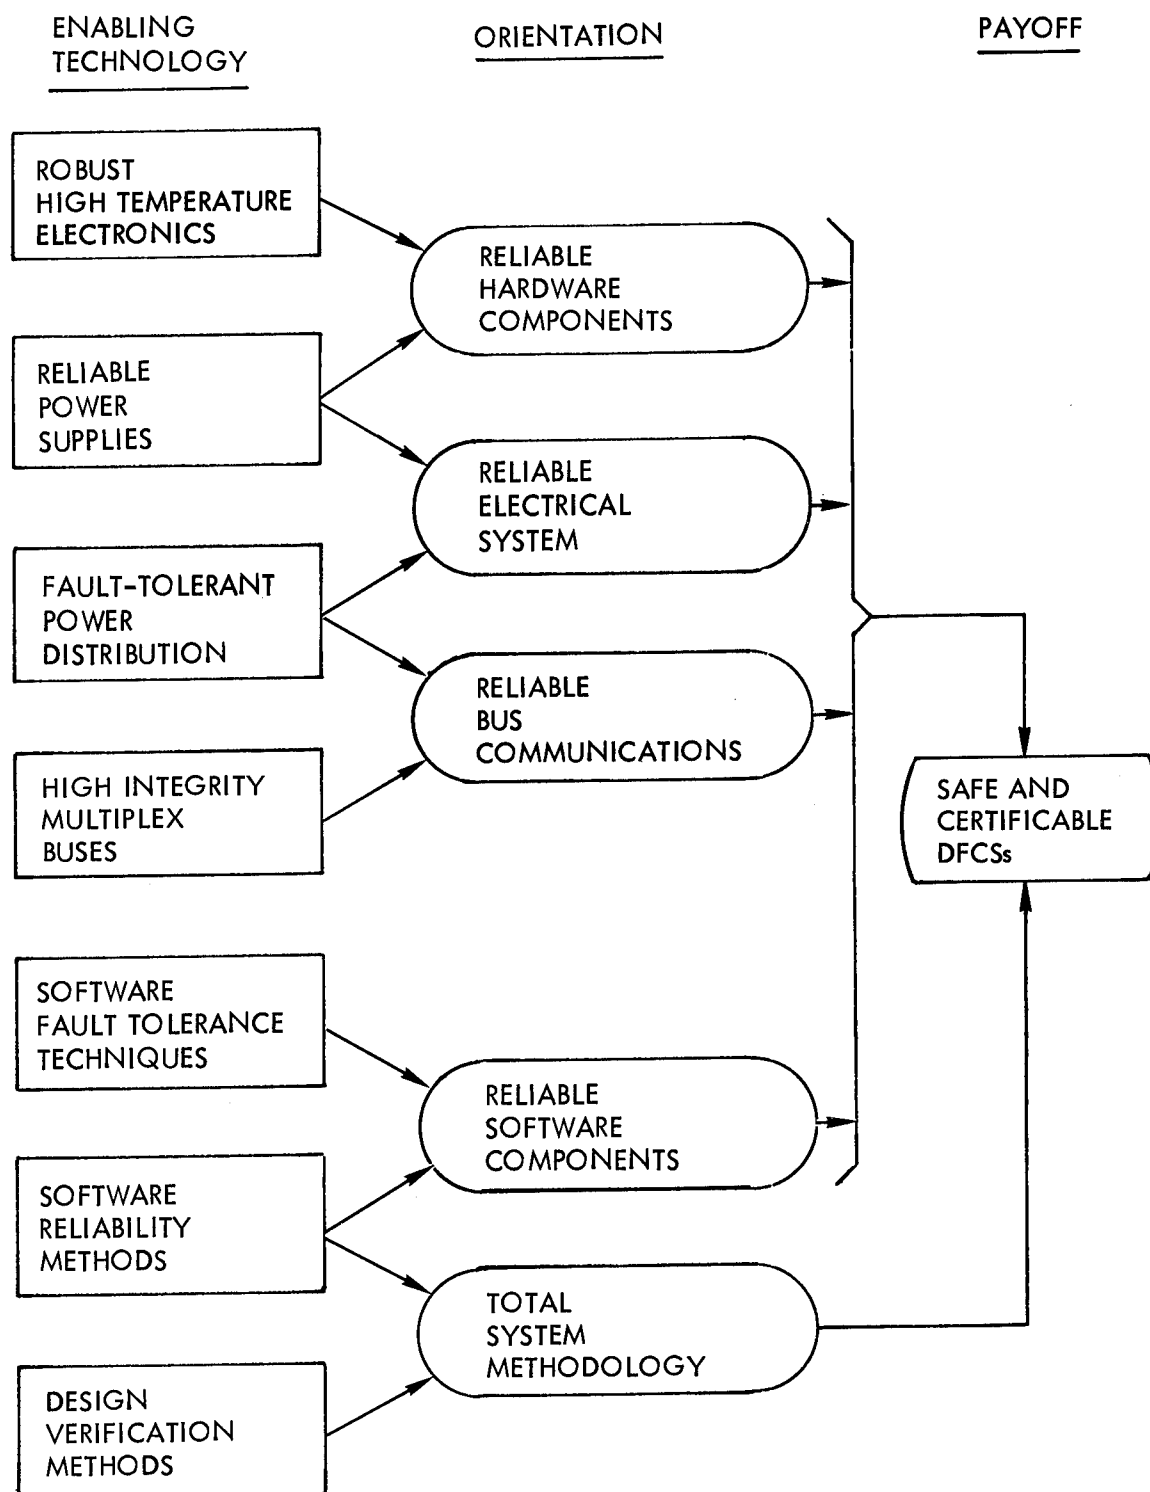 ENABLING
TECHNOLOGY
ORIENTATION
PAYOFF
ROBUST
HIGH TEMPERATURE
ELECTRONICS
RELIABLE
HARDWARE
COMPONENTS
RELIABLE
POWER
SUPPLIES
RELIABLE
ELECTRICAL
SYSTEM
FAULT-TOLERANT
POWER
DISTRIBUTION
RELIABLE
BUS
COMMUNICATIONS
HIGH INTEGRITY
MULTIPLEX
BUSES
SAFE AND
CERTIFICABLE
DFCSs
SOFTWARE
FAULT TOLERANCE
TECHNIQUES
RELIABLE
SOFTWARE
COMPONENTS
SOFTWARE
RELIABILITY
METHODS
TOTAL
SYSTEM
METHODOLOGY
DESIGN
VERIFICATION
METHODS